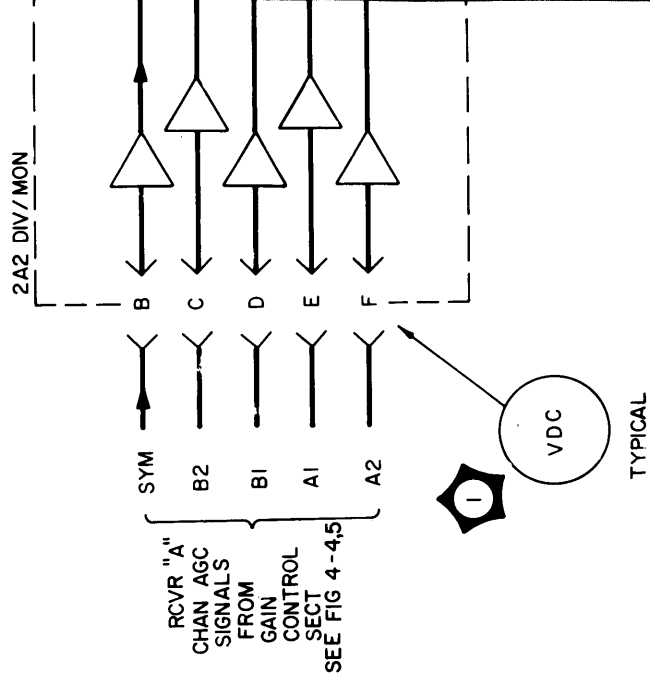 2A2 DIV/MON
B
C
D
E
F
SYM
B2
B1
A1
A2
RCVR "A"
CHAN AGC
SIGNALS
FROM
GAIN
CONTROL
SECT
SEE FIG 4-4,5
1
VDC
TYPICAL